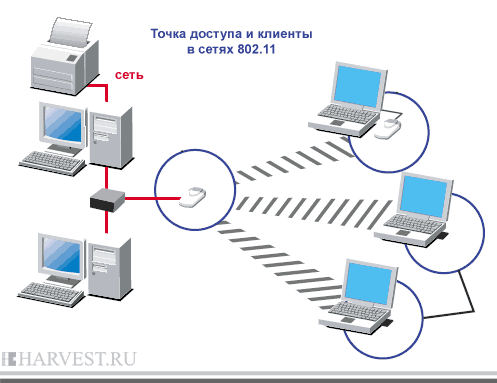 Точка доступа и клиенты
в сетях 802.11
сеть
HARVEST.RU